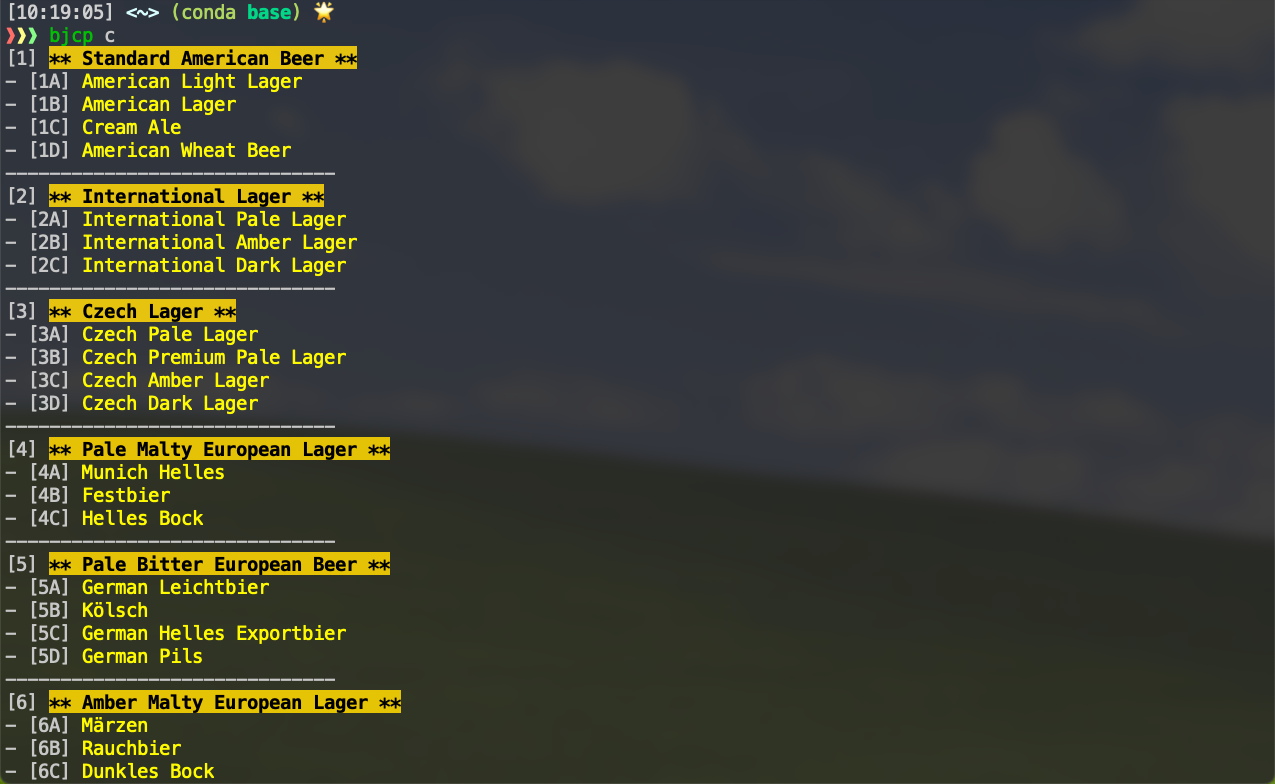 [10:19:05] <~> (conda base) 🌟
❯❯❯ bjcp c
[1] ** Standard American Beer **
– [1A] American Light Lager
– [1B] American Lager
– [1C] Cream Ale
– [1D] American Wheat Beer
------------------------------
[2] ** International Lager **
– [2A] International Pale Lager
– [2B] International Amber Lager
– [2C] International Dark Lager
------------------------------
[3] ** Czech Lager **
– [3A] Czech Pale Lager
– [3B] Czech Premium Pale Lager
– [3C] Czech Amber Lager
– [3D] Czech Dark Lager
------------------------------
[4] ** Pale Malty European Lager **
– [4A] Munich Helles
– [4B] Festbier
– [4C] Helles Bock
------------------------------
[5] ** Pale Bitter European Beer **
– [5A] German Leichtbier
– [5B] Kölsch
– [5C] German Helles Exportbier
– [5D] German Pils
------------------------------
[6] ** Amber Malty European Lager **
– [6A] Märzen
– [6B] Rauchbier
– [6C] Dunkles Bock